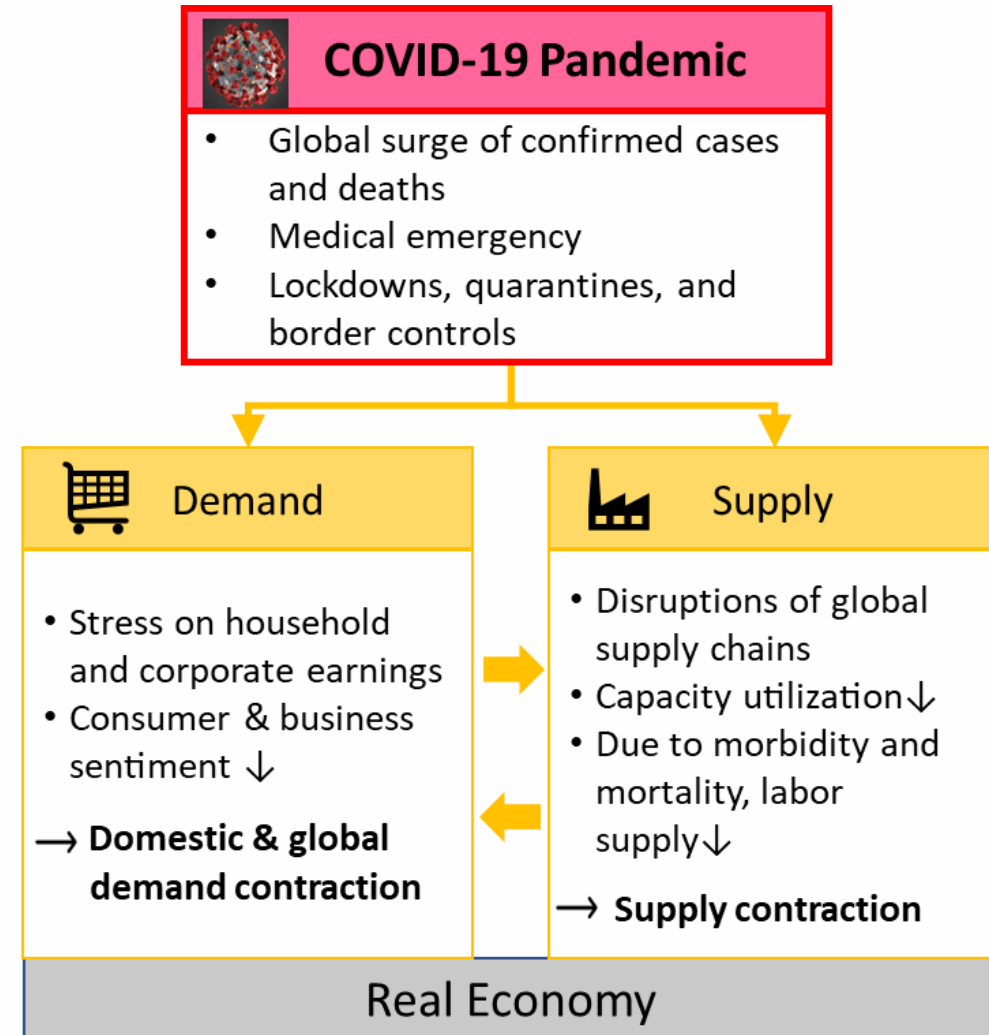 COVID-19 Pandemic
• Global surge of confirmed cases
and deaths
• Medical emergency
• Lockdowns, quarantines, and
border controls
Demand
• Stress on household
and corporate earnings
• Consumer & business
sentiment ↓
→ Domestic & global
demand contraction
Supply
• Disruptions of global
supply chains
• Capacity utilization↓
• Due to morbidity and
mortality, labor
supply↓
→ Supply contraction
Real Economy